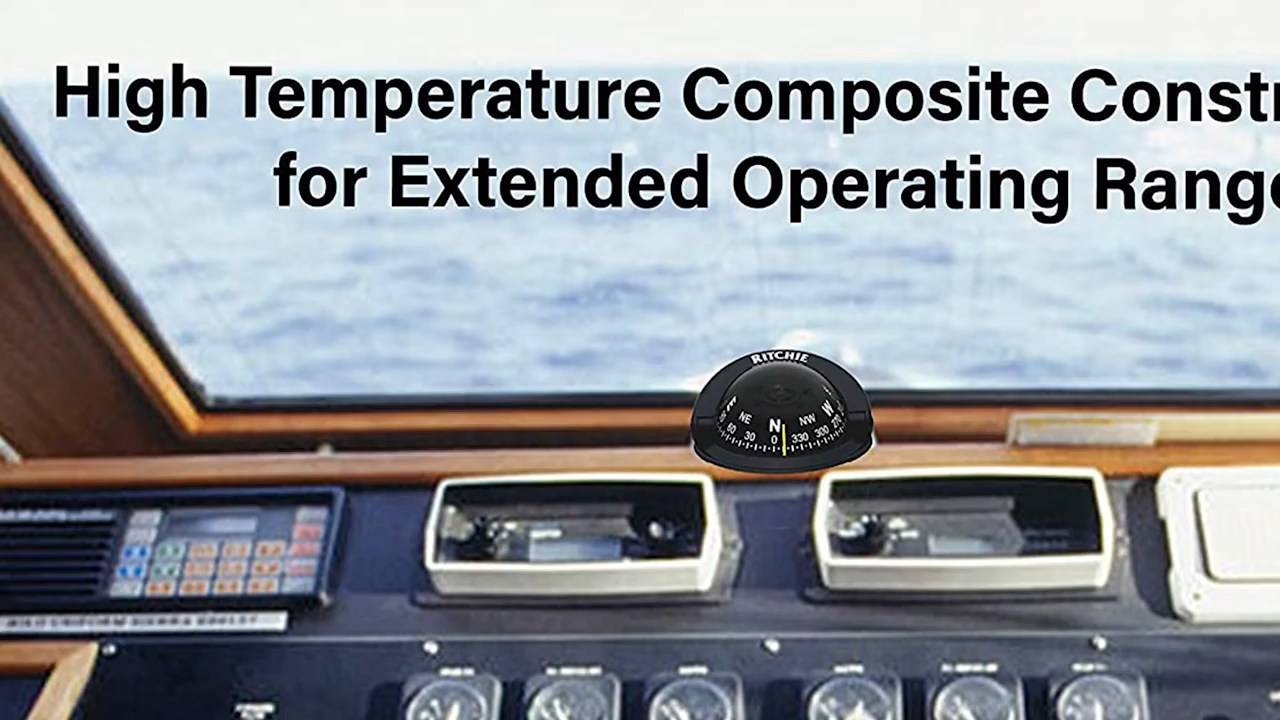 High Temperature Composite Constr
for Extended Operating Range
RITCHIE
NE N NW W
60 30 0 330 300 270